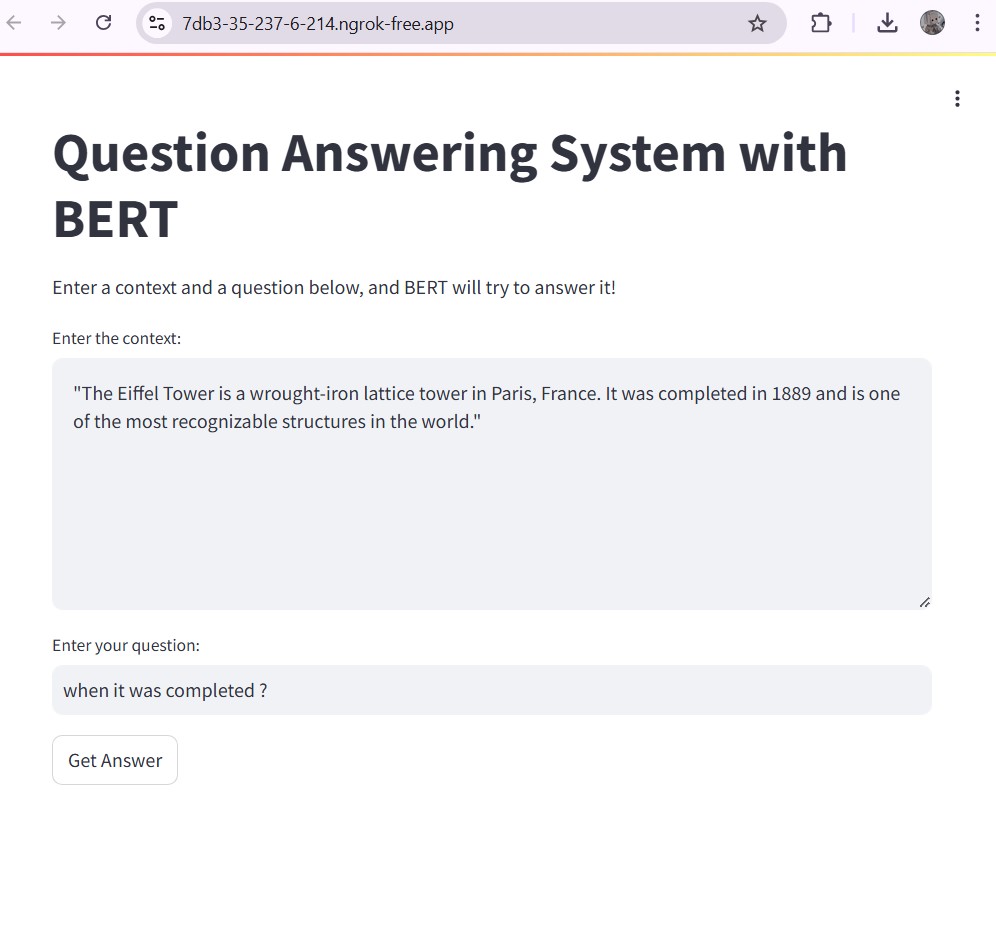 7db3-35-237-6-214.ngrok-free.app
Question Answering System with
BERT
Enter a context and a question below, and BERT will try to answer it!
Enter the context:
"The Eiffel Tower is a wrought-iron lattice tower in Paris, France. It was completed in 1889 and is one
of the most recognizable structures in the world."
Enter your question:
when it was completed ?
Get Answer